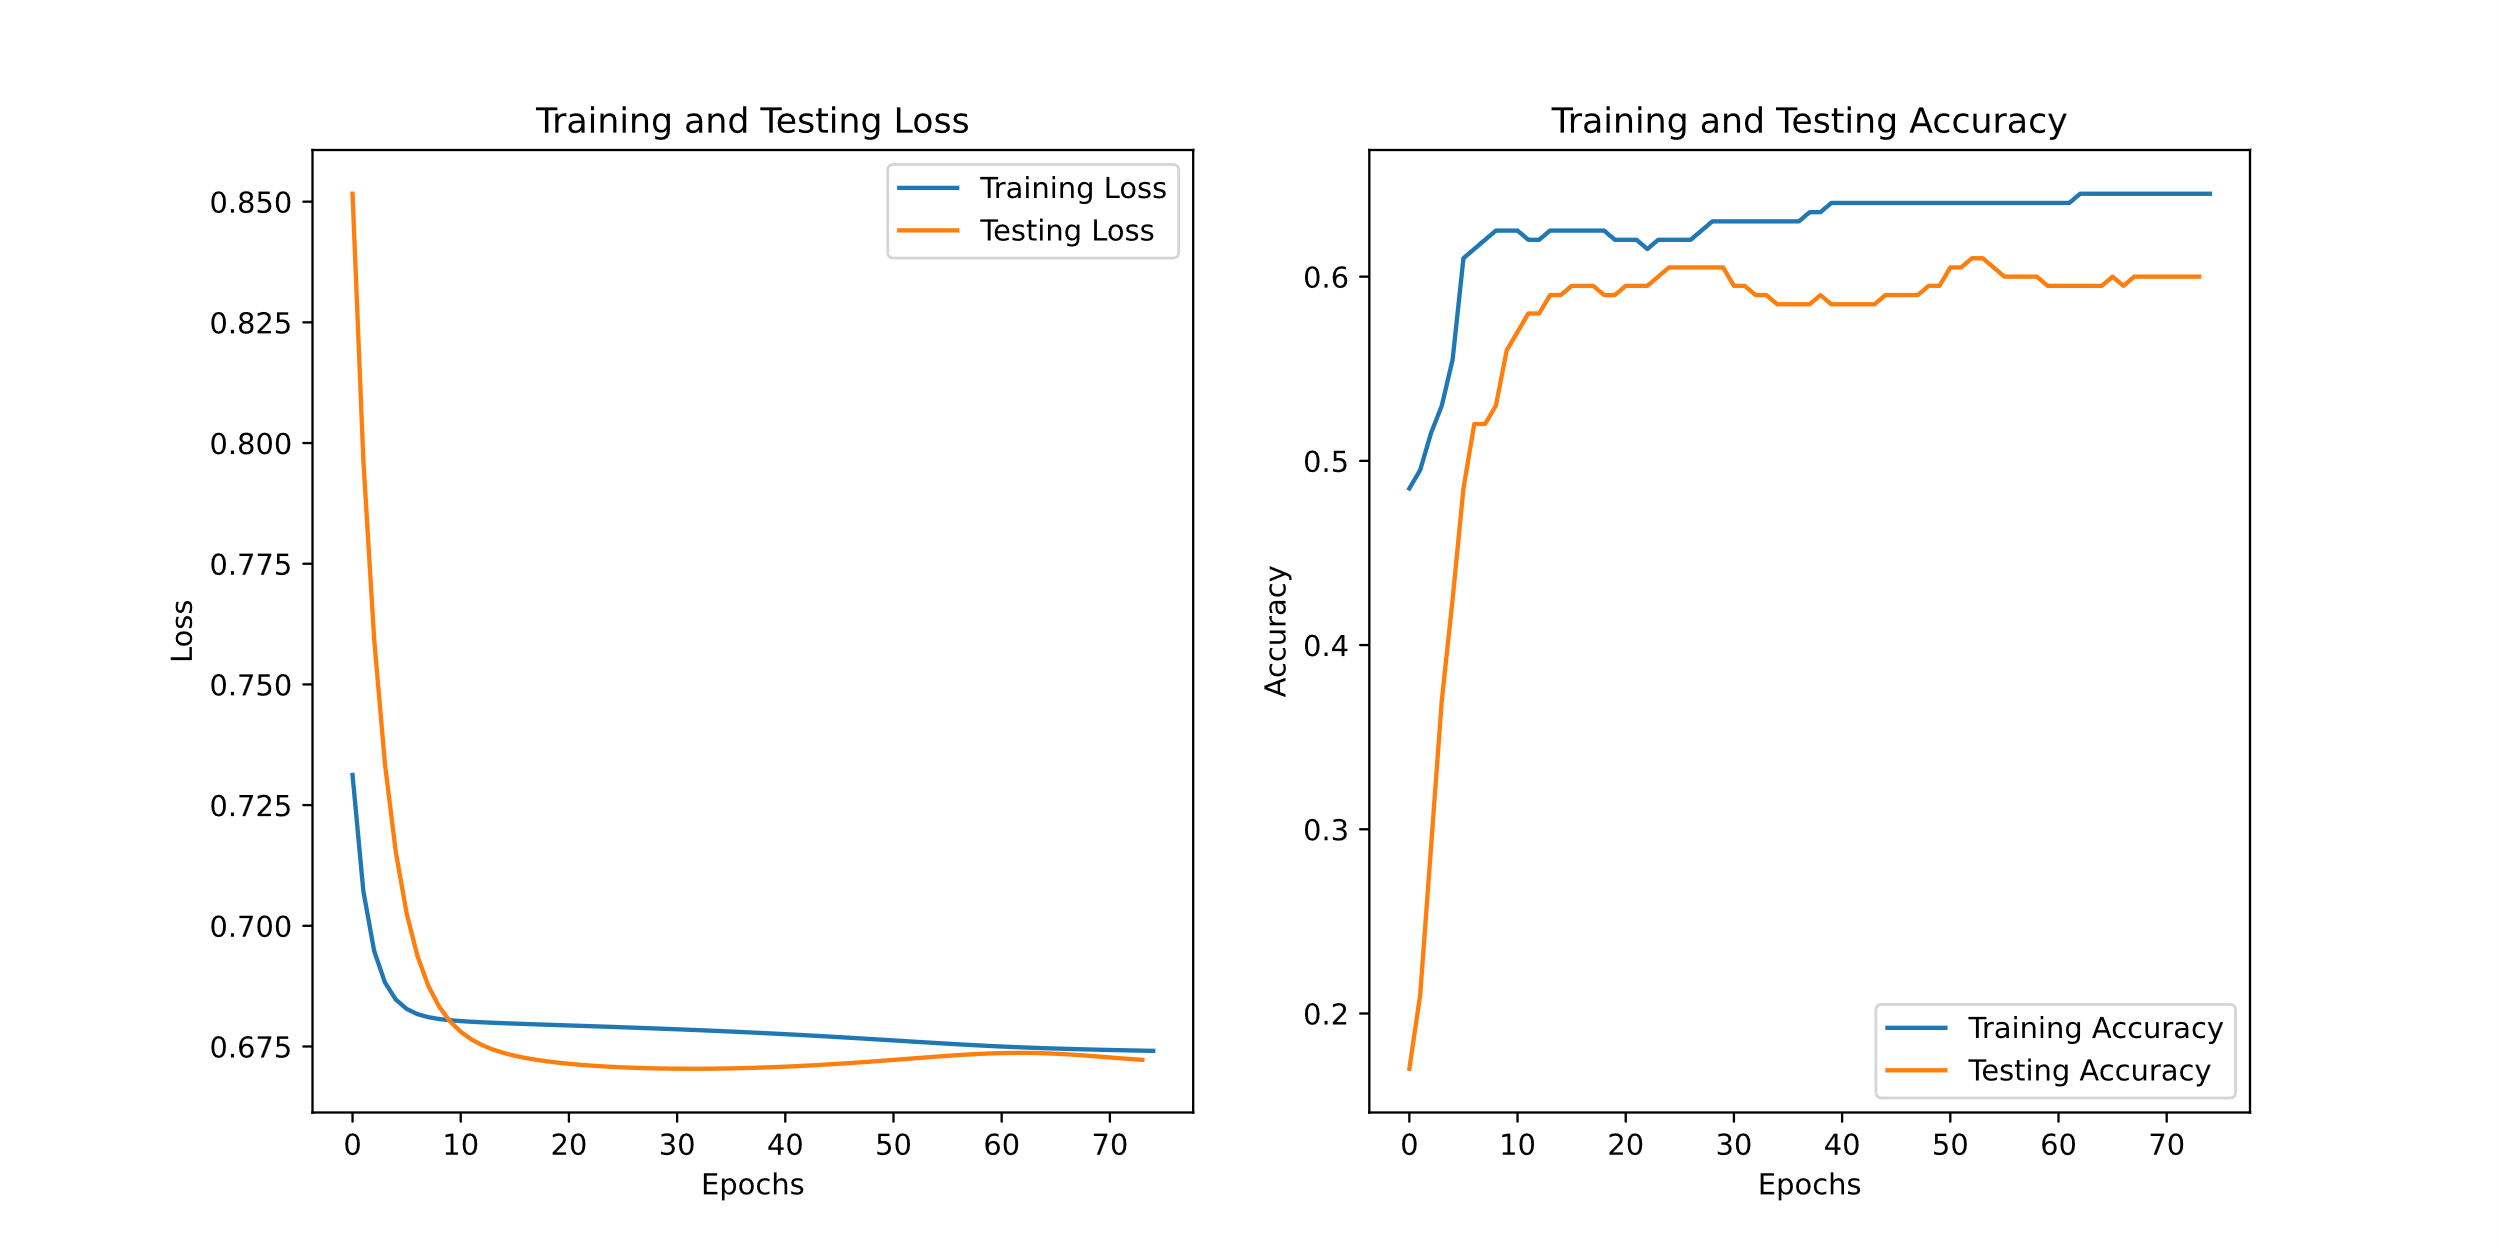 Training and Testing Loss
Training Loss
Testing Loss
0.850
0.825
0.800
0.775
0.750
0.725
0.700
0.675
Loss
0 10 20 30 40 50 60 70
Epochs
Training and Testing Accuracy
0.6
0.5
0.4
0.3
0.2
Accuracy
Training Accuracy
Testing Accuracy
0 10 20 30 40 50 60 70
Epochs